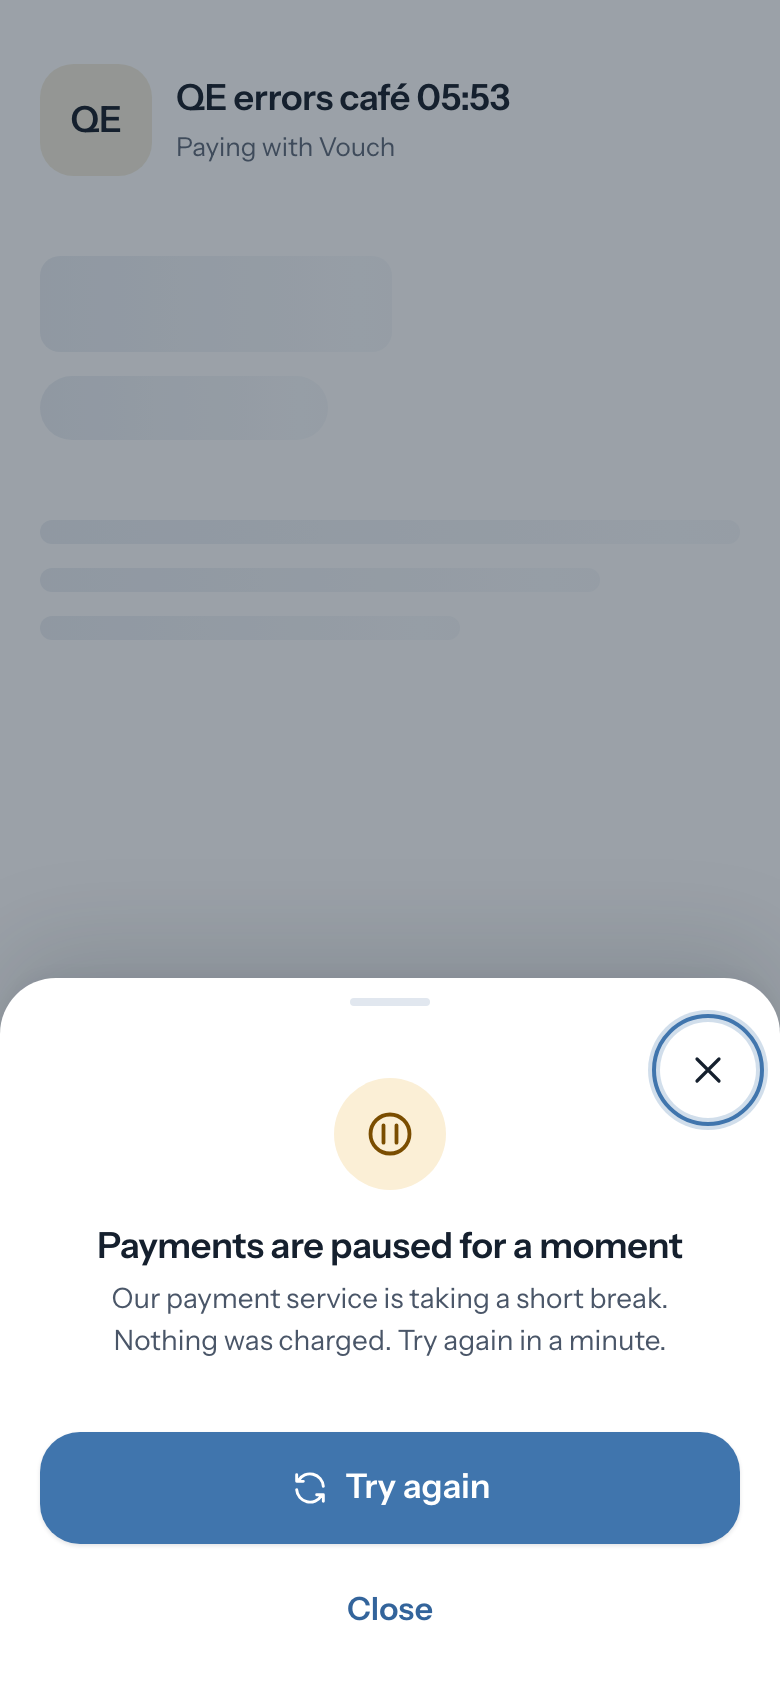 QE
QE errors café 05:53
Paying with Vouch
Payments are paused for a moment
Our payment service is taking a short break.
Nothing was charged. Try again in a minute.
Try again
Close